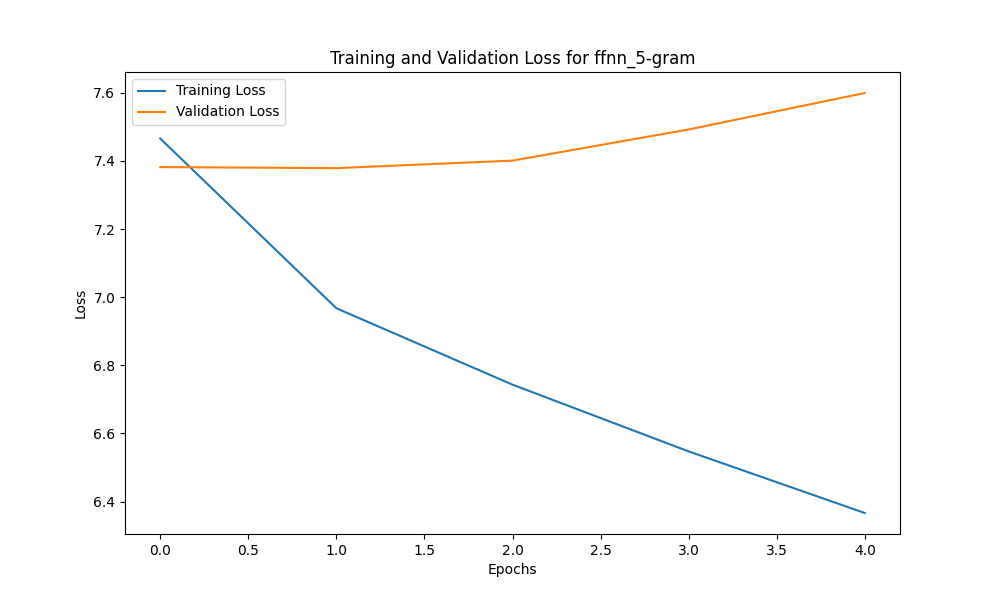 Training and Validation Loss for ffnn_5-gram
Training Loss
Validation Loss
7.6
7.4
7.2
7.0
6.8
6.6
6.4
Loss
0.0 0.5 1.0 1.5 2.0 2.5 3.0 3.5 4.0
Epochs